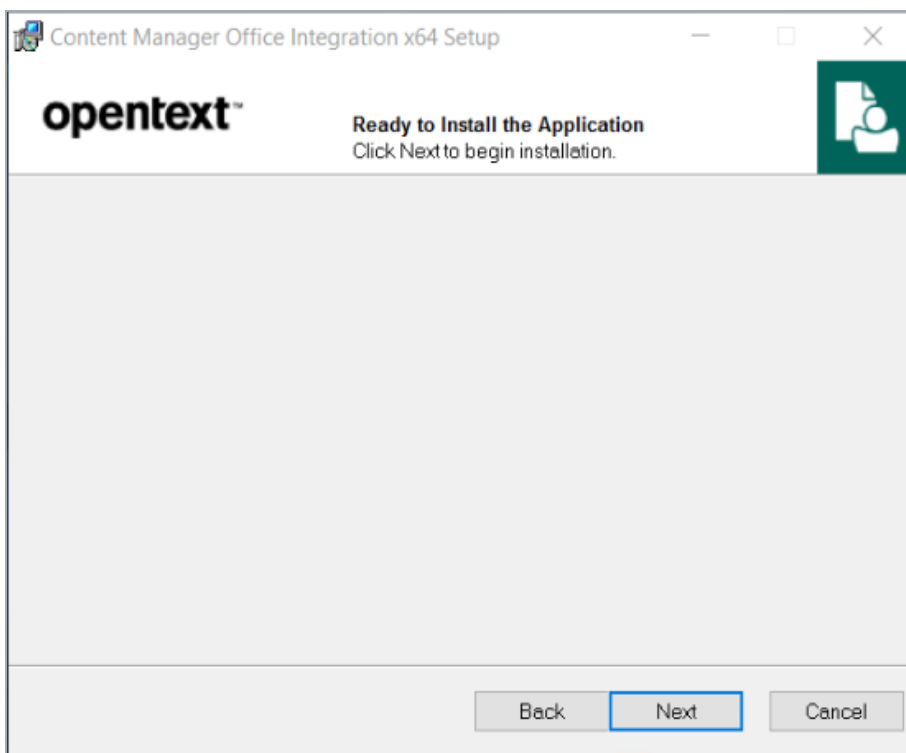 Content Manager Office Integration x64 Setup
opentext™
Ready to Install the Application
Click Next to begin installation.
Back
Next
Cancel